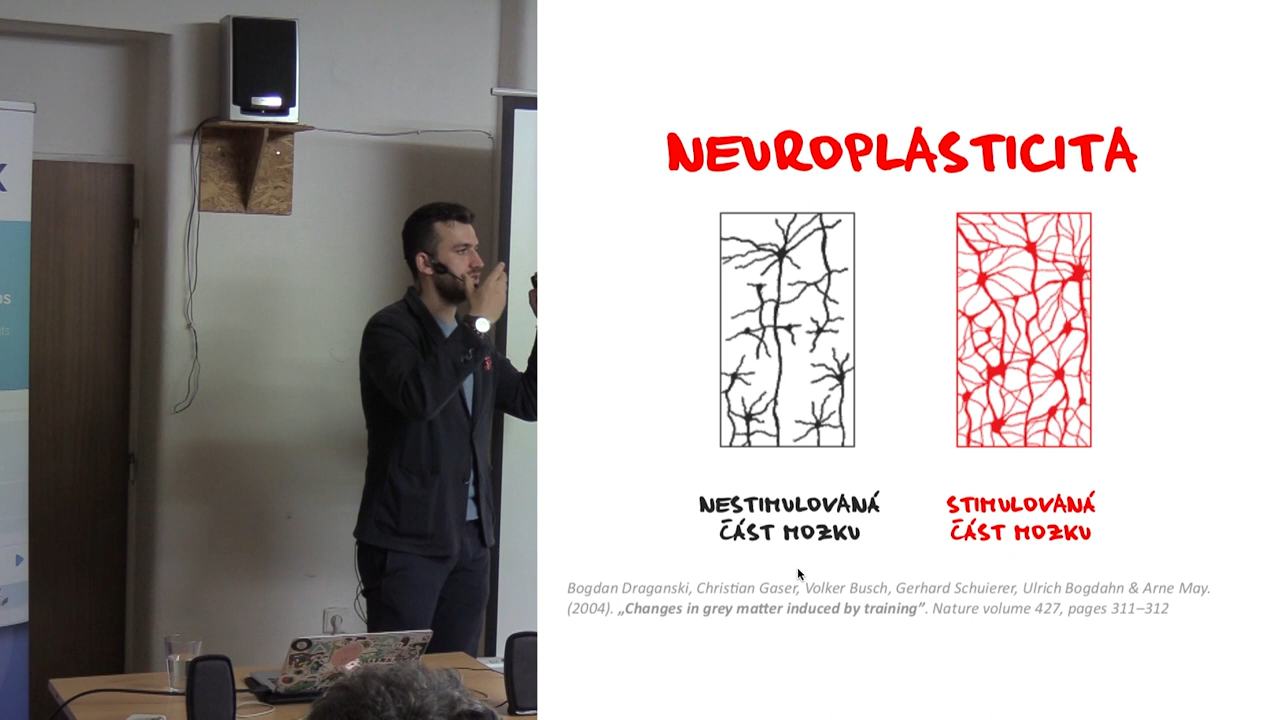 NEUROPLASTICITA
NESTIMULOVANÁ
ČÁST MOZKU
STIMULOVANÁ
ČÁST MOZKU
Bogdan Draganski, Christian Gaser, Volker Busch, Gerhard Schuierer, Ulrich Bogdahn & Arne May.
(2004). „Changes in grey matter induced by training”. Nature volume 427, pages 311–312